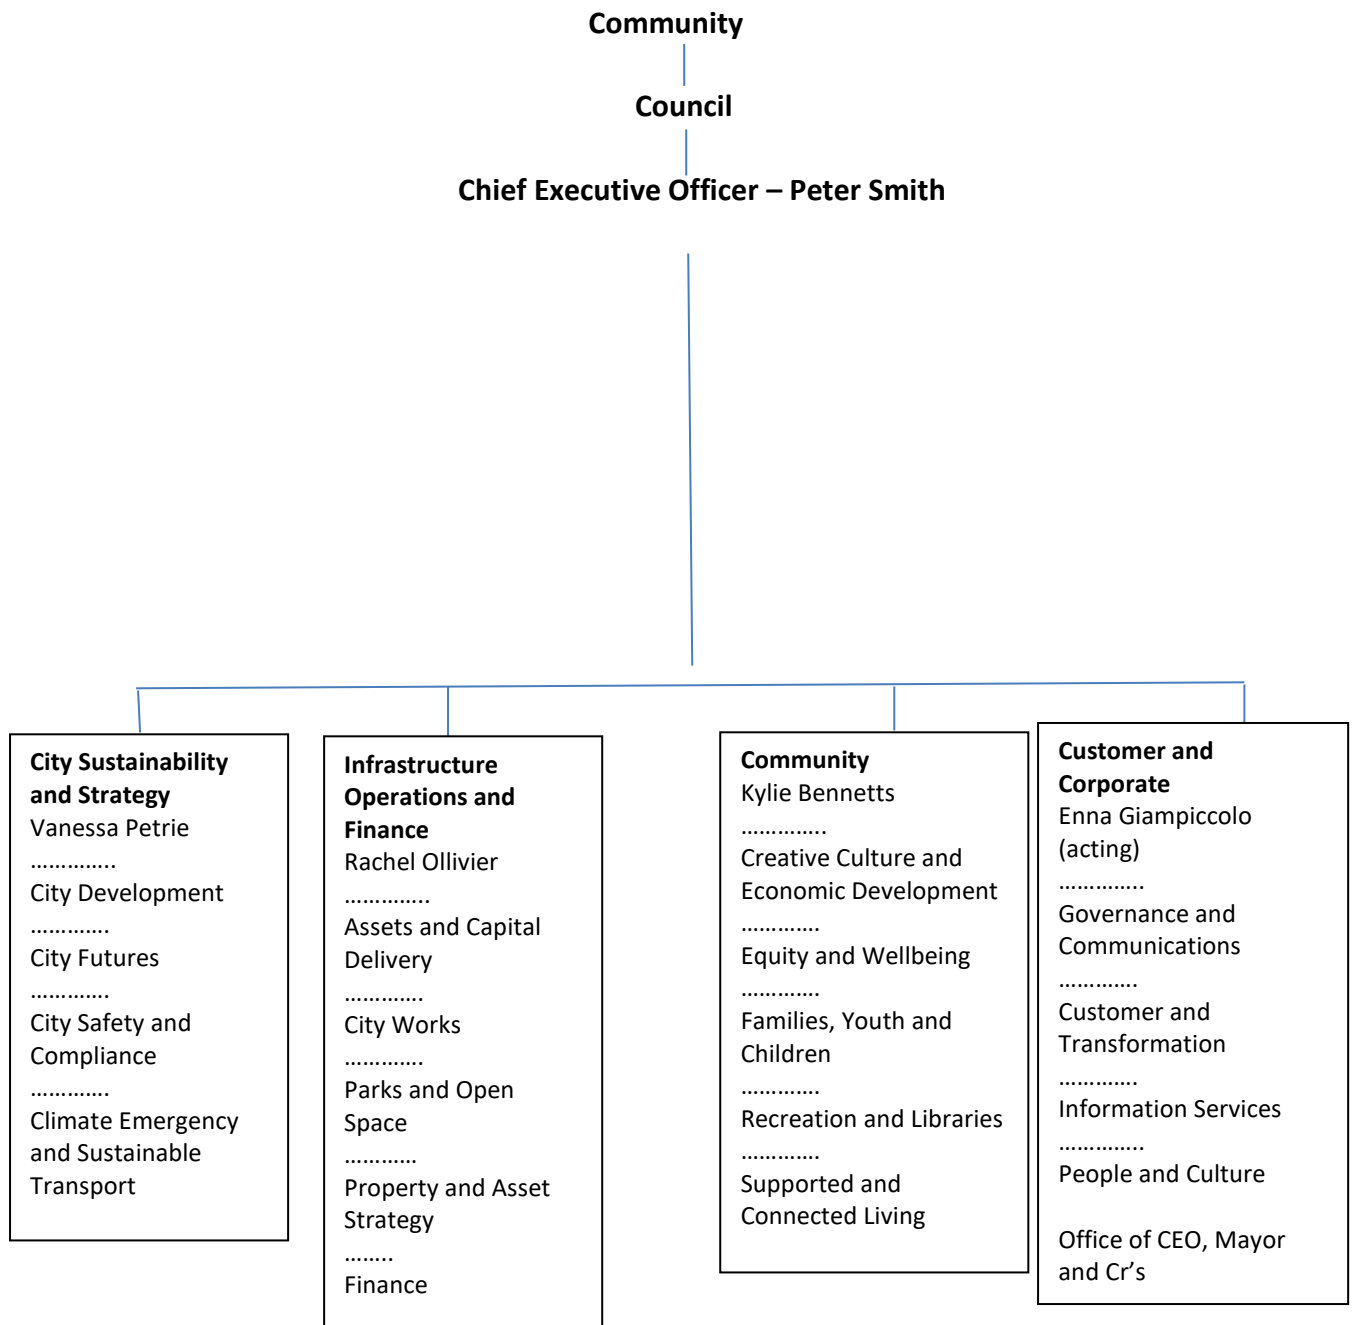 Community
Council
Chief Executive Officer – Peter Smith
City Sustainability
and Strategy
Vanessa Petrie
…………..
City Development
………….
City Futures
………….
City Safety and
Compliance
………….
Climate Emergency
and Sustainable
Transport
Infrastructure
Operations and
Finance
Rachel Ollivier
…………..
Assets and Capital
Delivery
………….
City Works
………….
Parks and Open
Space
…………
Property and Asset
Strategy
……..
Finance
Community
Kylie Bennetts
…………..
Creative Culture and
Economic Development
………….
Equity and Wellbeing
………….
Families, Youth and
Children
………….
Recreation and Libraries
………….
Supported and
Connected Living
Customer and
Corporate
Enna Giampiccolo
(acting)
…………..
Governance and
Communications
………….
Customer and
Transformation
………….
Information Services
…………..
People and Culture
Office of CEO, Mayor
and Cr's